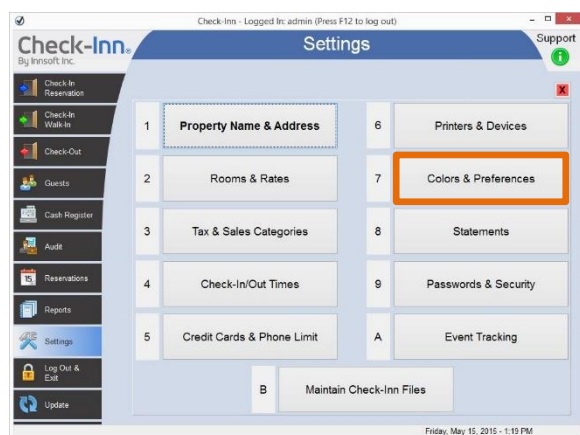 Check-Inn - Logged In: admin (Press F12 to log out)
Check-Inn®
By Innsoft Inc.
Settings
Support
Check-In
Reservation
Check-In
Walk-In
Check-Out
Guests
Cash Register
Audit
15
Reservations
Reports
Settings
Log Out &
Exit
Update
X
1 Property Name & Address
6 Printers & Devices
2 Rooms & Rates
7 Colors & Preferences
3 Tax & Sales Categories
8 Statements
4 Check-In/Out Times
9 Passwords & Security
5 Credit Cards & Phone Limit
A Event Tracking
B Maintain Check-Inn Files
Friday, May 15, 2015 - 1:19 PM